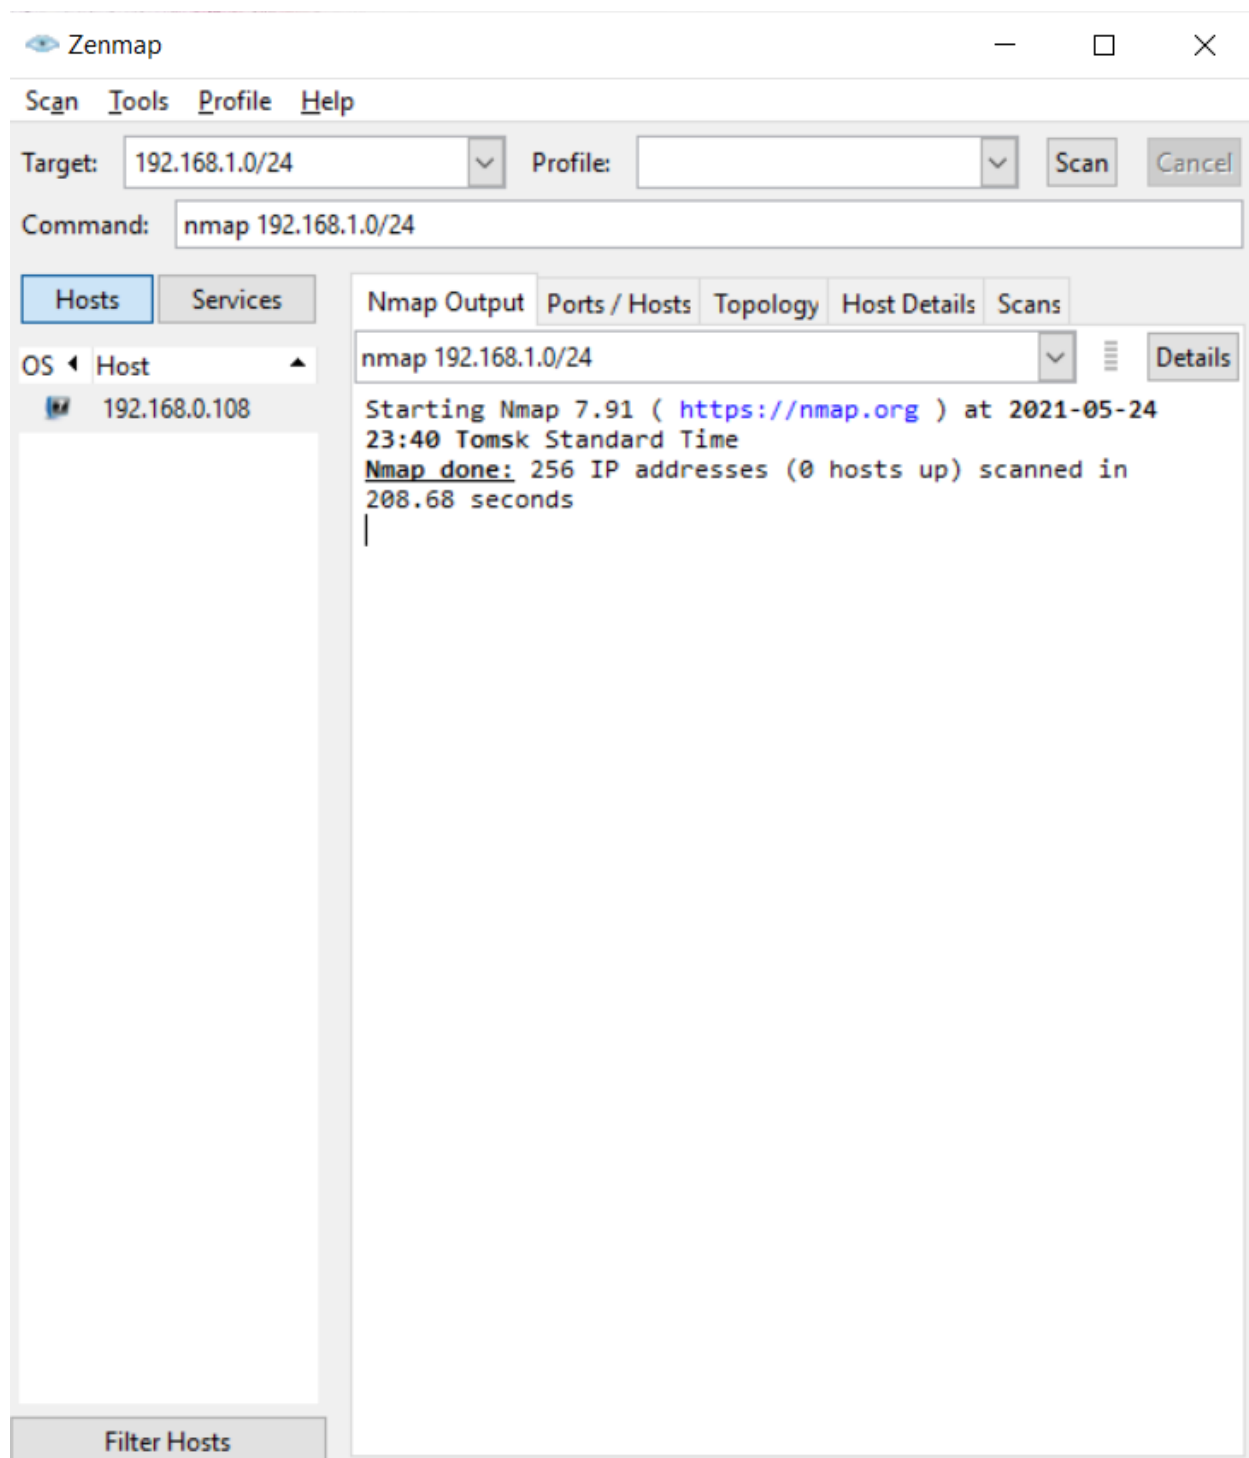 Zenmap
Scan Tools Profile Help
Target: 192.168.1.0/24 Profile: Scan Cancel
Command: nmap 192.168.1.0/24
Hosts Services
Nmap Output Ports / Hosts Topology Host Details Scans
OS Host
nmap 192.168.1.0/24 Details
192.168.0.108
Starting Nmap 7.91 ( https://nmap.org ) at 2021-05-24
23:40 Tomsk Standard Time
Nmap done: 256 IP addresses (0 hosts up) scanned in
208.68 seconds
Filter Hosts